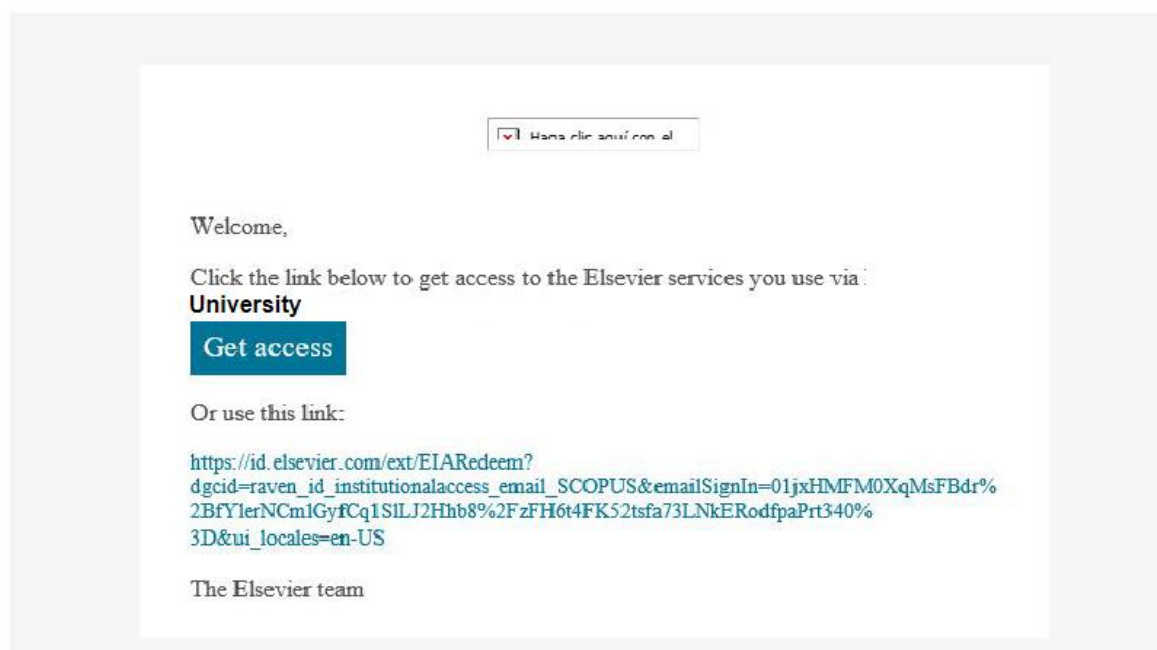 Haga clic aquí con el
Welcome,
Click the link below to get access to the Elsevier services you use via
University
Get access
Or use this link:
https://id.elsevier.com/ext/EIARedeem?
dgcid=raven_id_institutionalaccess_email_SCOPUS&emailSignIn=01jxHMFM0XqMsFBdr%
2BfY1erNCm1GyfCq1SlLJ2Hhb8%2FzFH6t4FK52tsfa73LNkERodfpaPrt340%
3D&ui_locales=en-US
The Elsevier team